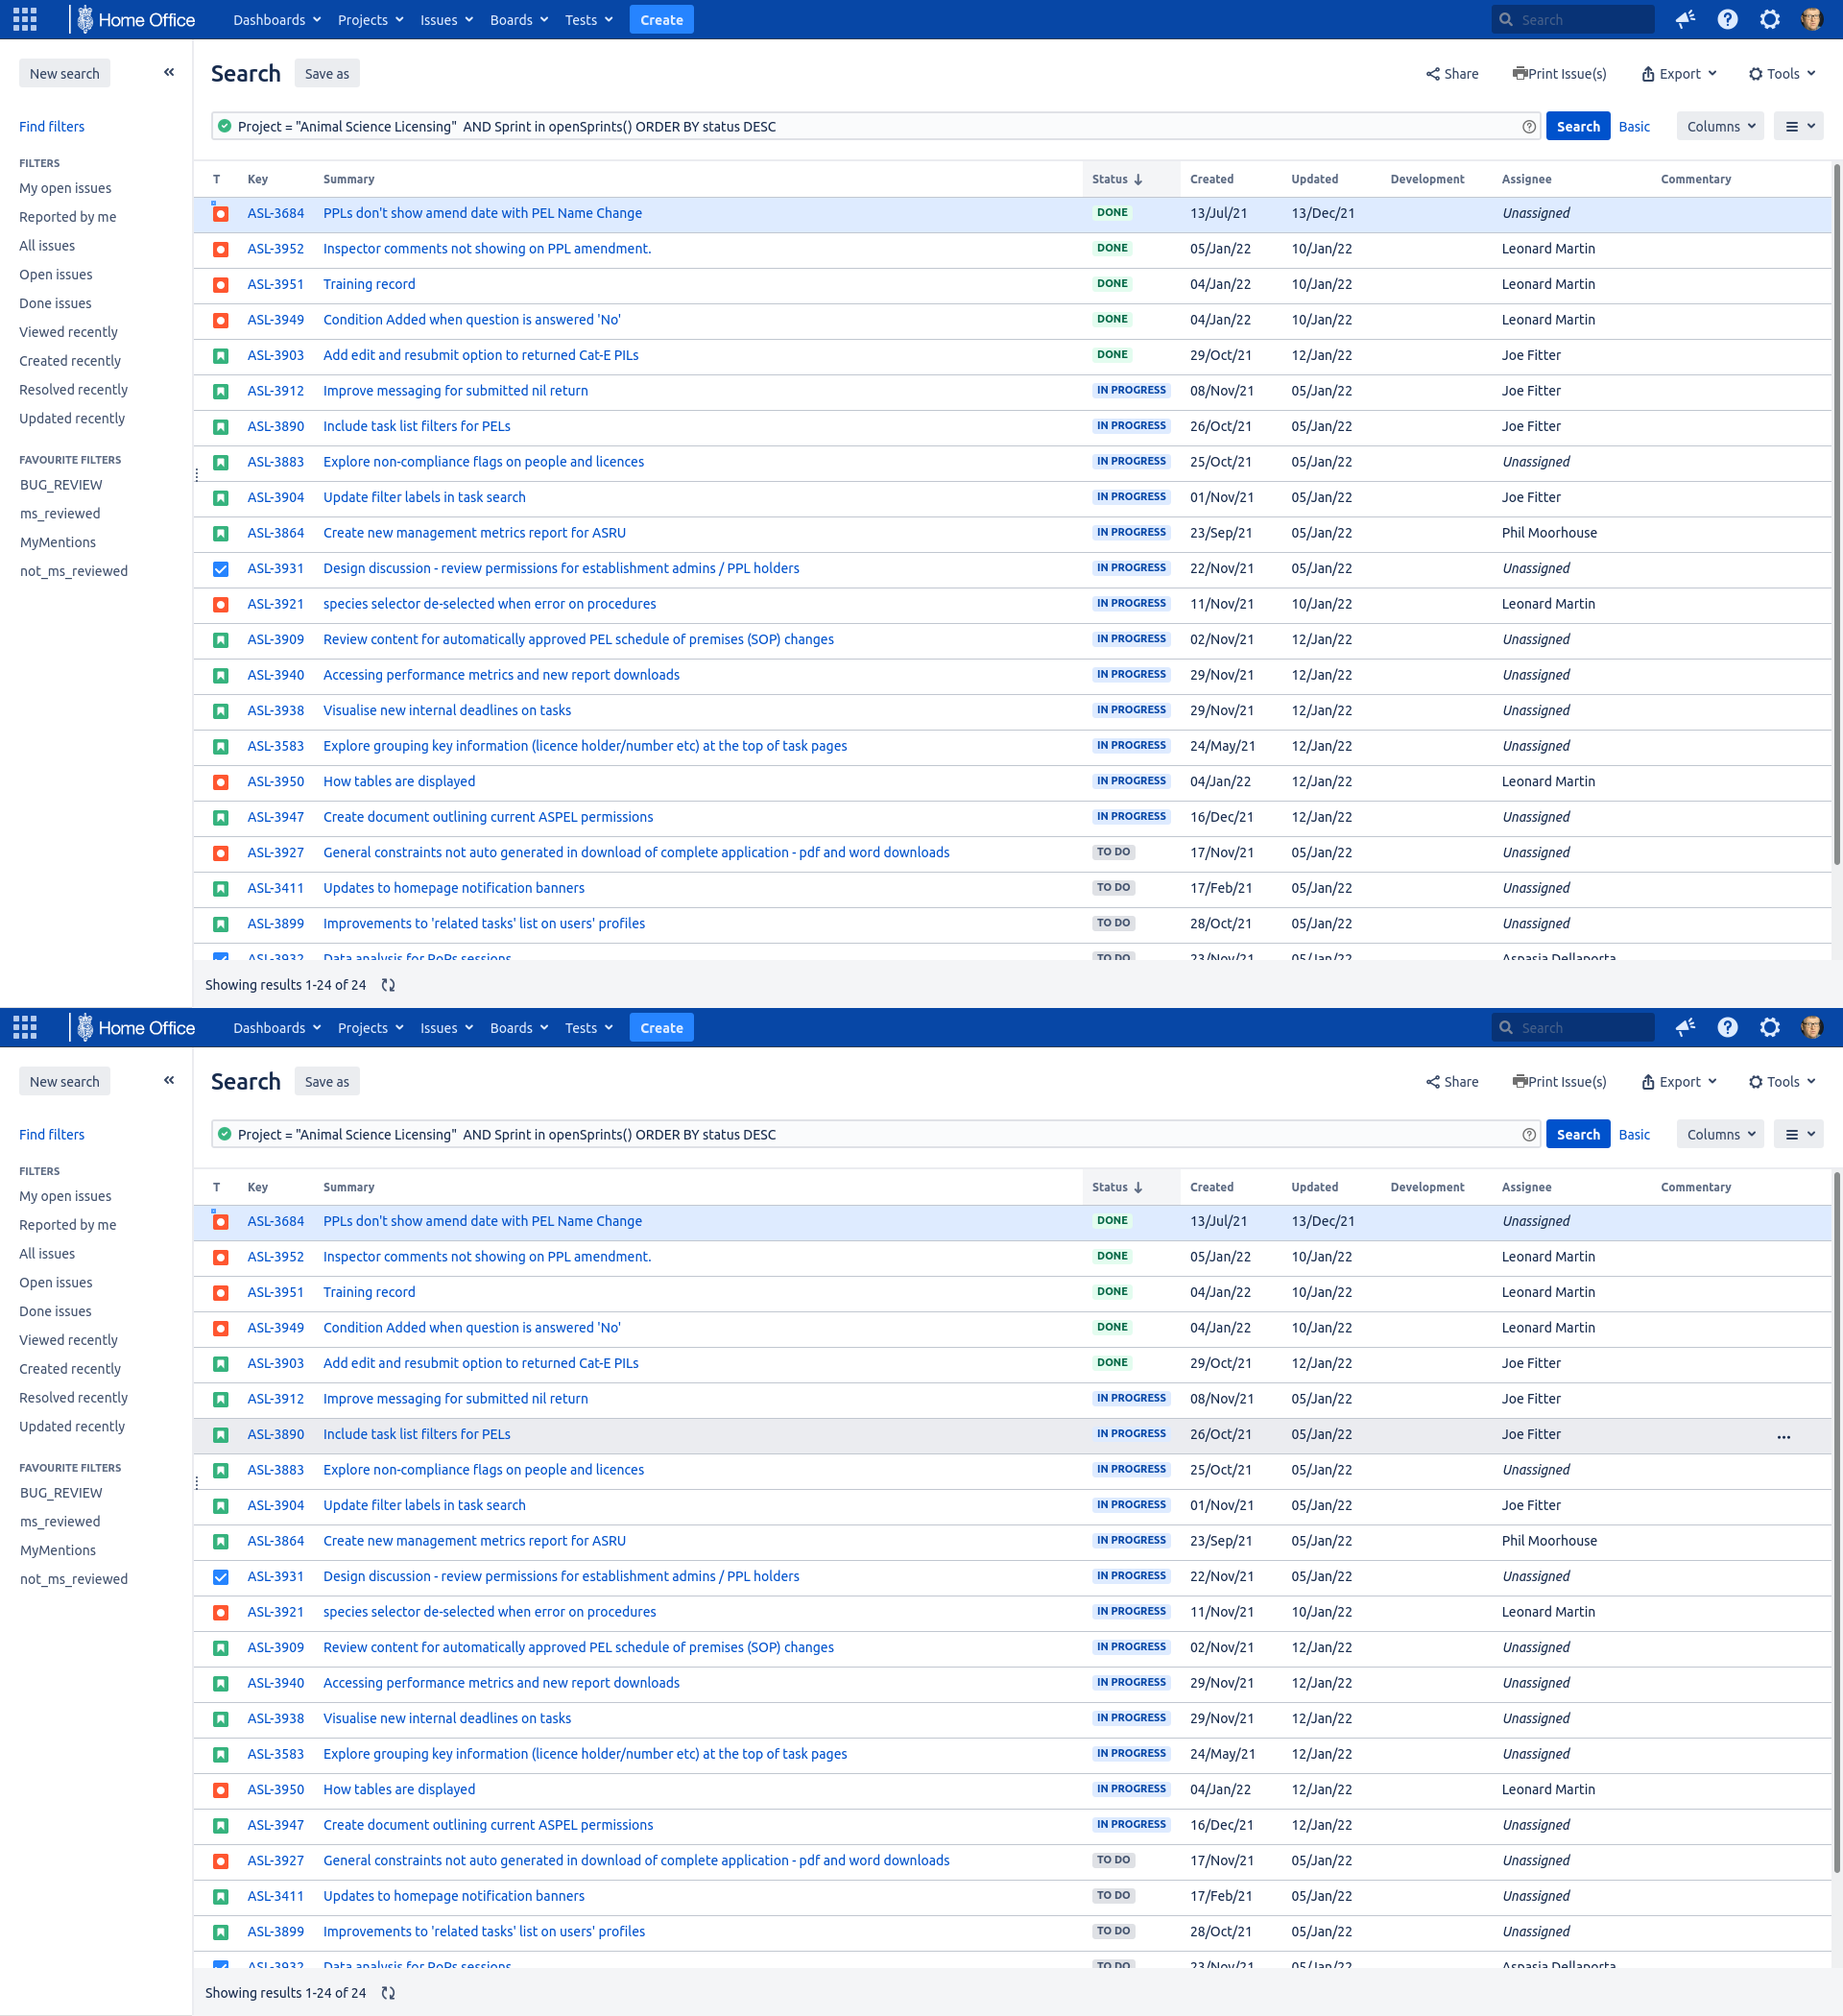 Home Office Dashboards Projects Issues Boards Tests Create Search
New search Search Save as Share Print Issue(s) Export Tools
Find filters Project = "Animal Science Licensing" AND Sprint in openSprints() ORDER BY status DESC Search Basic Columns
FILTERS
My open issues
Reported by me
All issues
Open issues
Done issues
Viewed recently
Created recently
Resolved recently
Updated recently
FAVOURITE FILTERS
BUG_REVIEW
ms_reviewed
MyMentions
not_ms_reviewed
T Key Summary Status Created Updated Development Assignee Commentary
ASL-3684 PPLs don't show amend date with PEL Name Change DONE 13/Jul/21 13/Dec/21 Unassigned
ASL-3952 Inspector comments not showing on PPL amendment. DONE 05/Jan/22 10/Jan/22 Leonard Martin
ASL-3951 Training record DONE 04/Jan/22 10/Jan/22 Leonard Martin
ASL-3949 Condition Added when question is answered 'No' DONE 04/Jan/22 10/Jan/22 Leonard Martin
ASL-3903 Add edit and resubmit option to returned Cat-E PILs DONE 29/Oct/21 12/Jan/22 Joe Fitter
ASL-3912 Improve messaging for submitted nil return IN PROGRESS 08/Nov/21 05/Jan/22 Joe Fitter
ASL-3890 Include task list filters for PELs IN PROGRESS 26/Oct/21 05/Jan/22 Joe Fitter
ASL-3883 Explore non-compliance flags on people and licences IN PROGRESS 25/Oct/21 05/Jan/22 Unassigned
ASL-3904 Update filter labels in task search IN PROGRESS 01/Nov/21 05/Jan/22 Joe Fitter
ASL-3864 Create new management metrics report for ASRU IN PROGRESS 23/Sep/21 05/Jan/22 Phil Moorhouse
ASL-3931 Design discussion - review permissions for establishment admins / PPL holders IN PROGRESS 22/Nov/21 05/Jan/22 Unassigned
ASL-3921 species selector de-selected when error on procedures IN PROGRESS 11/Nov/21 10/Jan/22 Leonard Martin
ASL-3909 Review content for automatically approved PEL schedule of premises (SOP) changes IN PROGRESS 02/Nov/21 12/Jan/22 Unassigned
ASL-3940 Accessing performance metrics and new report downloads IN PROGRESS 29/Nov/21 12/Jan/22 Unassigned
ASL-3938 Visualise new internal deadlines on tasks IN PROGRESS 29/Nov/21 12/Jan/22 Unassigned
ASL-3583 Explore grouping key information (licence holder/number etc) at the top of task pages IN PROGRESS 24/May/21 12/Jan/22 Unassigned
ASL-3950 How tables are displayed IN PROGRESS 04/Jan/22 12/Jan/22 Leonard Martin
ASL-3947 Create document outlining current ASPEL permissions IN PROGRESS 16/Dec/21 12/Jan/22 Unassigned
ASL-3927 General constraints not auto generated in download of complete application - pdf and word downloads TO DO 17/Nov/21 05/Jan/22 Unassigned
ASL-3411 Updates to homepage notification banners TO DO 17/Feb/21 05/Jan/22 Unassigned
ASL-3899 Improvements to 'related tasks' list on users' profiles TO DO 28/Oct/21 05/Jan/22 Unassigned
ASL-3932 Data analysis for RoPs sessions TO DO 23/Nov/21 05/Jan/22 Aspasia Dellaporta
Showing results 1-24 of 24
Home Office Dashboards Projects Issues Boards Tests Create Search
New search Search Save as Share Print Issue(s) Export Tools
Find filters Project = "Animal Science Licensing" AND Sprint in openSprints() ORDER BY status DESC Search Basic Columns
FILTERS
My open issues
Reported by me
All issues
Open issues
Done issues
Viewed recently
Created recently
Resolved recently
Updated recently
FAVOURITE FILTERS
BUG_REVIEW
ms_reviewed
MyMentions
not_ms_reviewed
T Key Summary Status Created Updated Development Assignee Commentary
ASL-3684 PPLs don't show amend date with PEL Name Change DONE 13/Jul/21 13/Dec/21 Unassigned
ASL-3952 Inspector comments not showing on PPL amendment. DONE 05/Jan/22 10/Jan/22 Leonard Martin
ASL-3951 Training record DONE 04/Jan/22 10/Jan/22 Leonard Martin
ASL-3949 Condition Added when question is answered 'No' DONE 04/Jan/22 10/Jan/22 Leonard Martin
ASL-3903 Add edit and resubmit option to returned Cat-E PILs DONE 29/Oct/21 12/Jan/22 Joe Fitter
ASL-3912 Improve messaging for submitted nil return IN PROGRESS 08/Nov/21 05/Jan/22 Joe Fitter
ASL-3890 Include task list filters for PELs IN PROGRESS 26/Oct/21 05/Jan/22 Joe Fitter ...
ASL-3883 Explore non-compliance flags on people and licences IN PROGRESS 25/Oct/21 05/Jan/22 Unassigned
ASL-3904 Update filter labels in task search IN PROGRESS 01/Nov/21 05/Jan/22 Joe Fitter
ASL-3864 Create new management metrics report for ASRU IN PROGRESS 23/Sep/21 05/Jan/22 Phil Moorhouse
ASL-3931 Design discussion - review permissions for establishment admins / PPL holders IN PROGRESS 22/Nov/21 05/Jan/22 Unassigned
ASL-3921 species selector de-selected when error on procedures IN PROGRESS 11/Nov/21 10/Jan/22 Leonard Martin
ASL-3909 Review content for automatically approved PEL schedule of premises (SOP) changes IN PROGRESS 02/Nov/21 12/Jan/22 Unassigned
ASL-3940 Accessing performance metrics and new report downloads IN PROGRESS 29/Nov/21 12/Jan/22 Unassigned
ASL-3938 Visualise new internal deadlines on tasks IN PROGRESS 29/Nov/21 12/Jan/22 Unassigned
ASL-3583 Explore grouping key information (licence holder/number etc) at the top of task pages IN PROGRESS 24/May/21 12/Jan/22 Unassigned
ASL-3950 How tables are displayed IN PROGRESS 04/Jan/22 12/Jan/22 Leonard Martin
ASL-3947 Create document outlining current ASPEL permissions IN PROGRESS 16/Dec/21 12/Jan/22 Unassigned
ASL-3927 General constraints not auto generated in download of complete application - pdf and word downloads TO DO 17/Nov/21 05/Jan/22 Unassigned
ASL-3411 Updates to homepage notification banners TO DO 17/Feb/21 05/Jan/22 Unassigned
ASL-3899 Improvements to 'related tasks' list on users' profiles TO DO 28/Oct/21 05/Jan/22 Unassigned
ASL-3932 Data analysis for RoPs sessions TO DO 23/Nov/21 05/Jan/22 Aspasia Dellaporta
Showing results 1-24 of 24